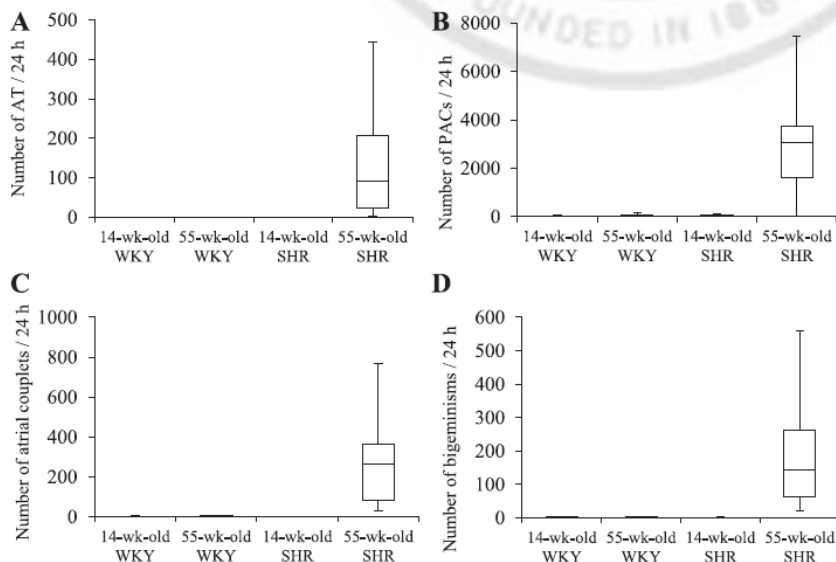 A
Number of AT / 24 h
500
400
300
200
100
0
14-wk-old 55-wk-old 14-wk-old 55-wk-old
WKY WKY SHR SHR
B
Number of PACs / 24 h
8000
6000
4000
2000
0
14-wk-old 55-wk-old 14-wk-old 55-wk-old
WKY WKY SHR SHR
C
Number of atrial couplets / 24 h
1000
800
600
400
200
0
14-wk-old 55-wk-old 14-wk-old 55-wk-old
WKY WKY SHR SHR
D
Number of bigeminisms / 24 h
600
500
400
300
200
100
0
14-wk-old 55-wk-old 14-wk-old 55-wk-old
WKY WKY SHR SHR
IN